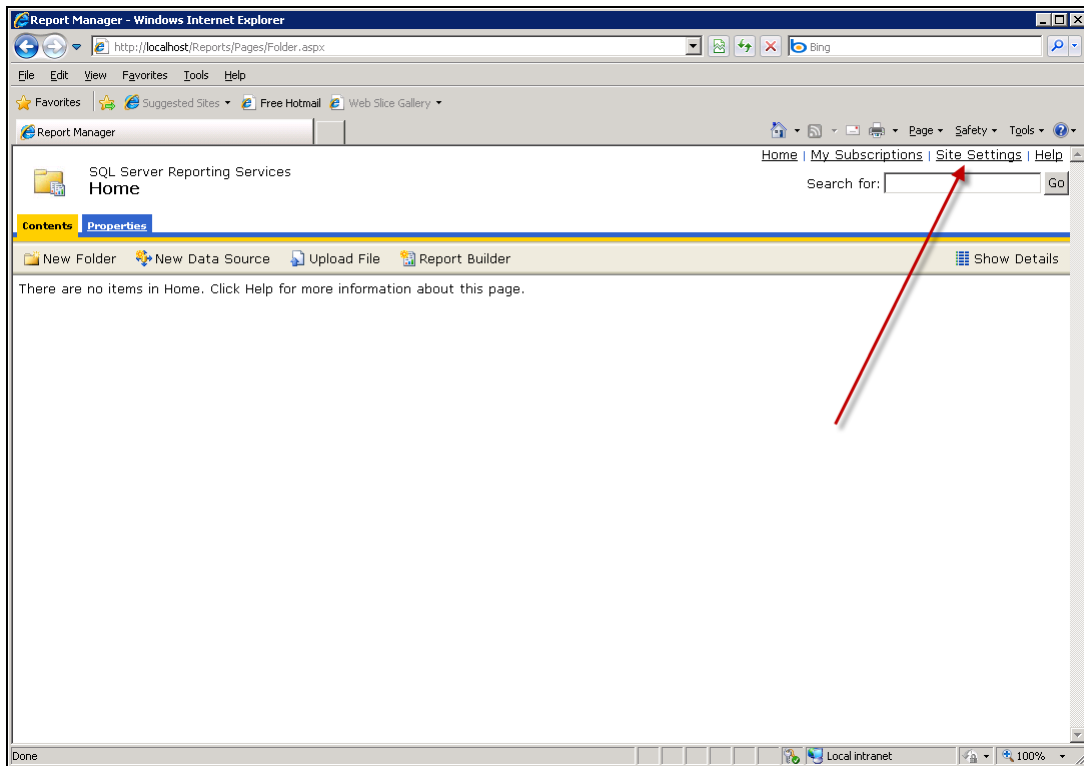 Report Manager - Windows Internet Explorer
http://localhost/Reports/Pages/Folder.aspx
Bing
File Edit View Favorites Tools Help
Favorites Suggested Sites Free Hotmail Web Slice Gallery
Report Manager Page Safety Tools
Home | My Subscriptions | Site Settings | Help
SQL Server Reporting Services
Home
Search for: Go
Contents Properties
New Folder New Data Source Upload File Report Builder Show Details
There are no items in Home. Click Help for more information about this page.
Done Local intranet 100%